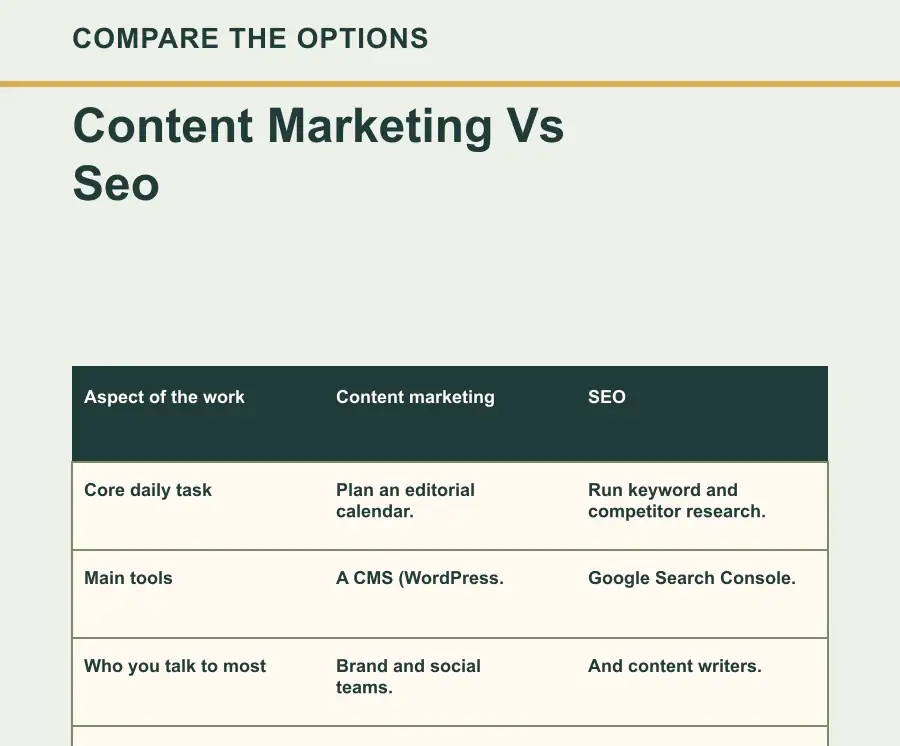 COMPARE THE OPTIONS
Content Marketing Vs
Seo
Aspect of the work
Content marketing
SEO
Core daily task
Plan an editorial
calendar.
Run keyword and
competitor research.
Main tools
A CMS (WordPress.
Google Search Console.
Who you talk to most
Brand and social
teams.
And content writers.